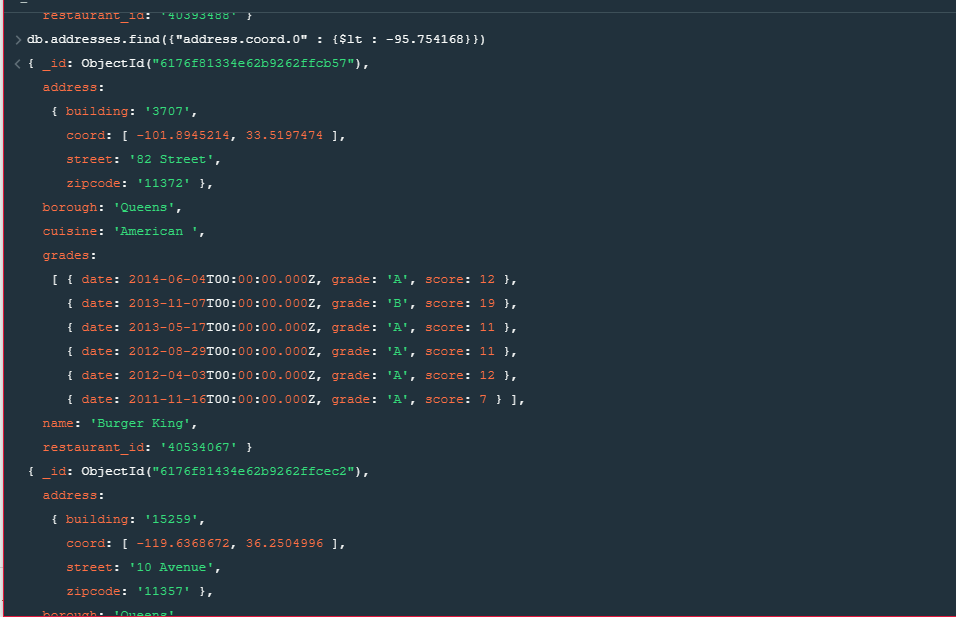 restaurant_id: '40393488' }
> db.addresses.find({"address.coord.0" : {$lt : -95.754168}})
< { _id: ObjectId("6176f81334e62b9262ffcb57"),
address:
{ building: '3707',
coord: [ -101.8945214, 33.5197474 ],
street: '82 Street',
zipcode: '11372' },
borough: 'Queens',
cuisine: 'American ',
grades:
[ { date: 2014-06-04T00:00:00.000Z, grade: 'A', score: 12 },
{ date: 2013-11-07T00:00:00.000Z, grade: 'B', score: 19 },
{ date: 2013-05-17T00:00:00.000Z, grade: 'A', score: 11 },
{ date: 2012-08-29T00:00:00.000Z, grade: 'A', score: 11 },
{ date: 2012-04-03T00:00:00.000Z, grade: 'A', score: 12 },
{ date: 2011-11-16T00:00:00.000Z, grade: 'A', score: 7 } ],
name: 'Burger King',
restaurant_id: '40534067' }
{ _id: ObjectId("6176f81434e62b9262ffcec2"),
address:
{ building: '15259',
coord: [ -119.6368672, 36.2504996 ],
street: '10 Avenue',
zipcode: '11357' },
borough: 'Queens',